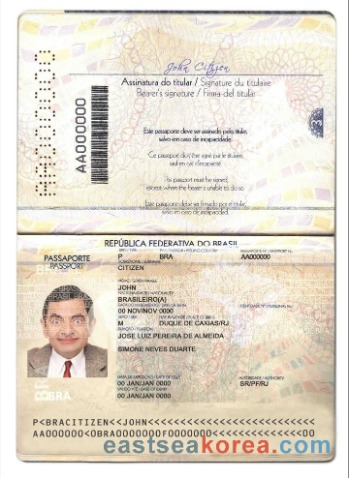 John Citizen
Assinatura do titular / Signature du titulaire
Bearer's signature / Firma del titular
AA000000
AA000000
Este passaporte deve ser assinado pelo titular,
salvo em caso de incapacidade.
Ce passeport doit être signé par le titulaire,
sauf en cas d'incapacité.
This passport must be signed,
except where the bearer is unable to do so.
Este pasaporte debe ser firmado por el titular,
salvo en caso de incapacidad.
REPÚBLICA FEDERATIVA DO BRASIL
PASSAPORTE
PASSPORT
P BRA AA000000
CITIZEN
JOHN
BRASILEIRO(A)
00 NOV/NOV 0000
M DUQUE DE CAXIAS/RJ
JOSE LUIZ PEREIRA DE ALMEIDA
SIMONE NEVES DUARTE
00 JAN/JAN 0000 SR/PF/RJ
00 JAN/JAN 0000
P<BRACITIZEN<<JOHN<<<<<<<<<<<<<<<<<<<<<<<<<<
AA000000<0BRA0000000F0000000<<<<<<<<<<<<<<00
eastseakorea.com